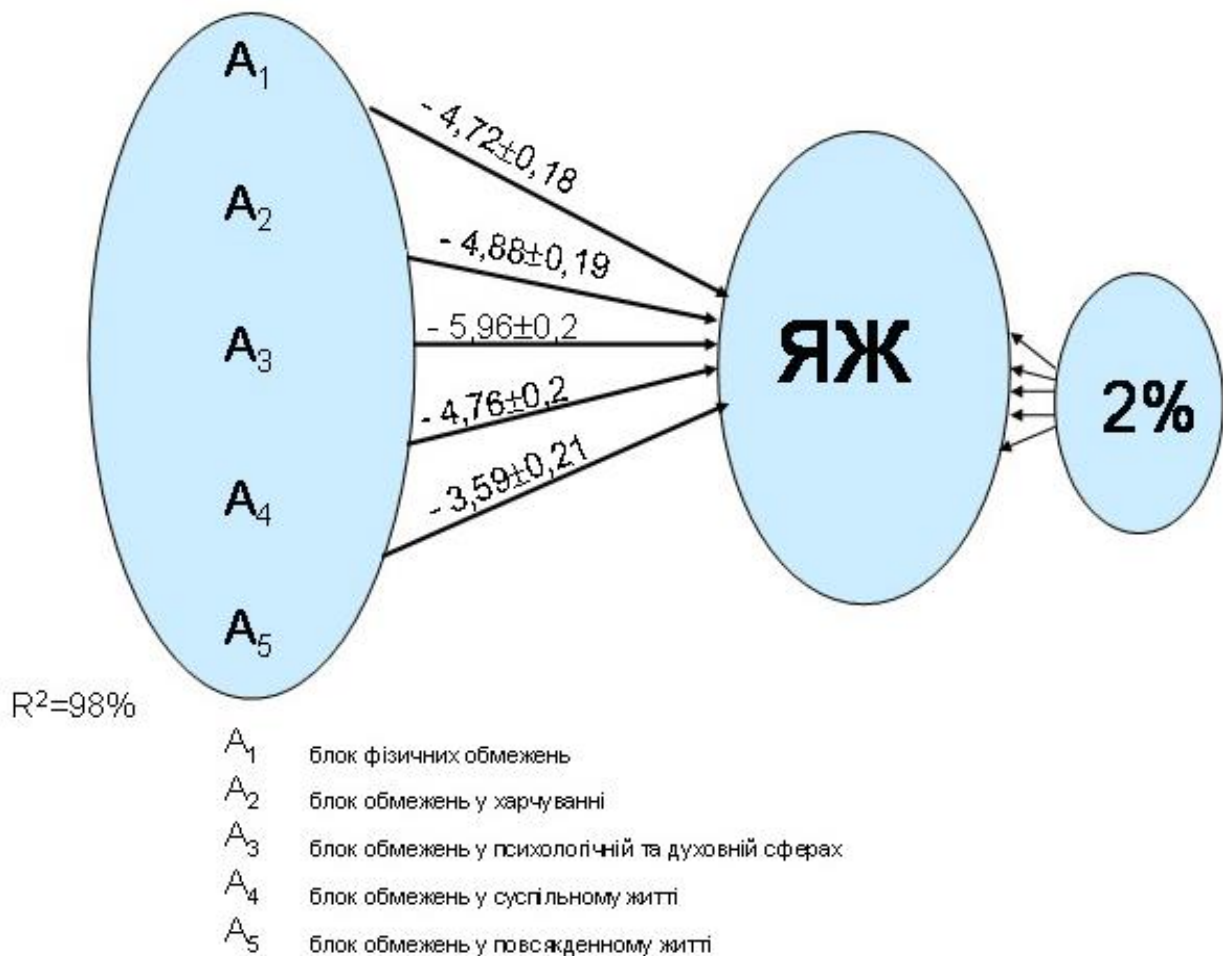 A₁
A₂
A₃
A₄
A₅
- 4,72±0,18
- 4,88±0,19
- 5,96±0,2
- 4,76±0,2
- 3,59±0,21
ЯЖ
2%
R²=98%
A₁ блок фізичних обмежень
A₂ блок обмежень у харчуванні
A₃ блок обмежень у психологічній та духовній сферах
A₄ блок обмежень у суспільному житті
A₅ блок обмежень у повсякденному житті